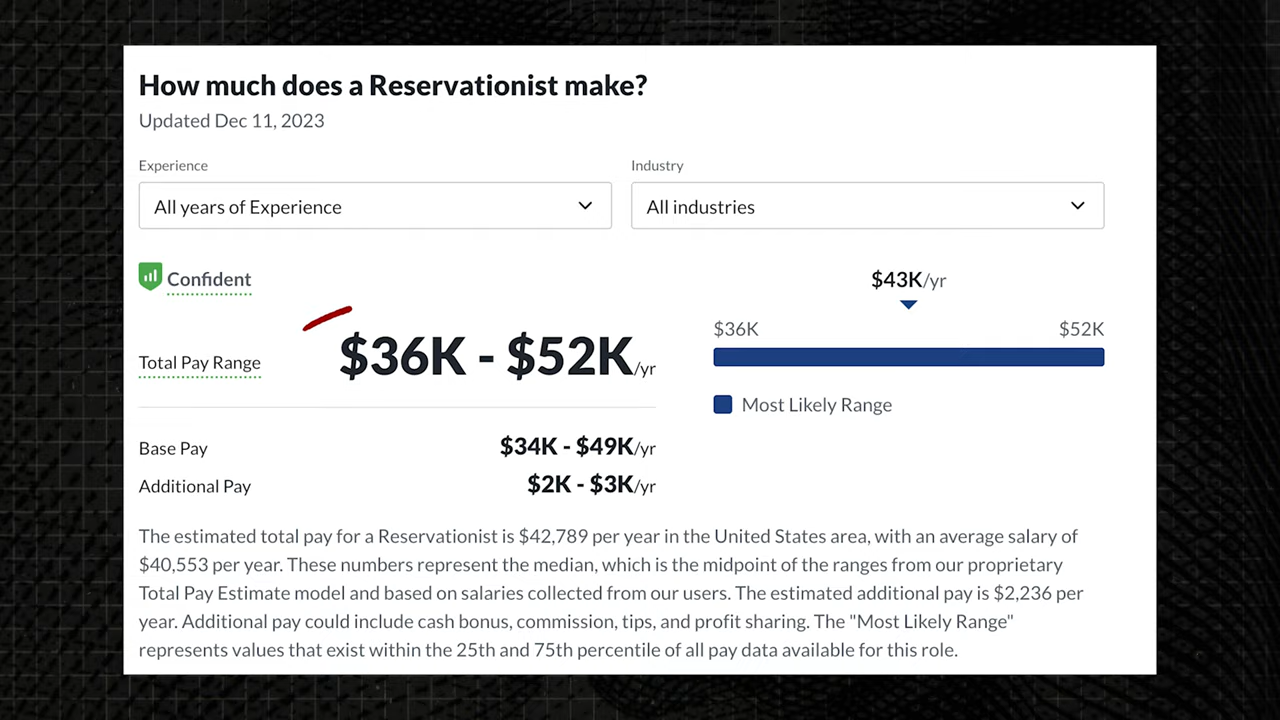 How much does a Reservationist make?
Updated Dec 11, 2023
Experience
Industry
All years of Experience
All industries
Confident
$43K/yr
$36K
$52K
Total Pay Range
$36K - $52K/yr
Most Likely Range
Base Pay
$34K - $49K/yr
Additional Pay
$2K - $3K/yr
The estimated total pay for a Reservationist is $42,789 per year in the United States area, with an average salary of
$40,553 per year. These numbers represent the median, which is the midpoint of the ranges from our proprietary
Total Pay Estimate model and based on salaries collected from our users. The estimated additional pay is $2,236 per
year. Additional pay could include cash bonus, commission, tips, and profit sharing. The "Most Likely Range"
represents values that exist within the 25th and 75th percentile of all pay data available for this role.